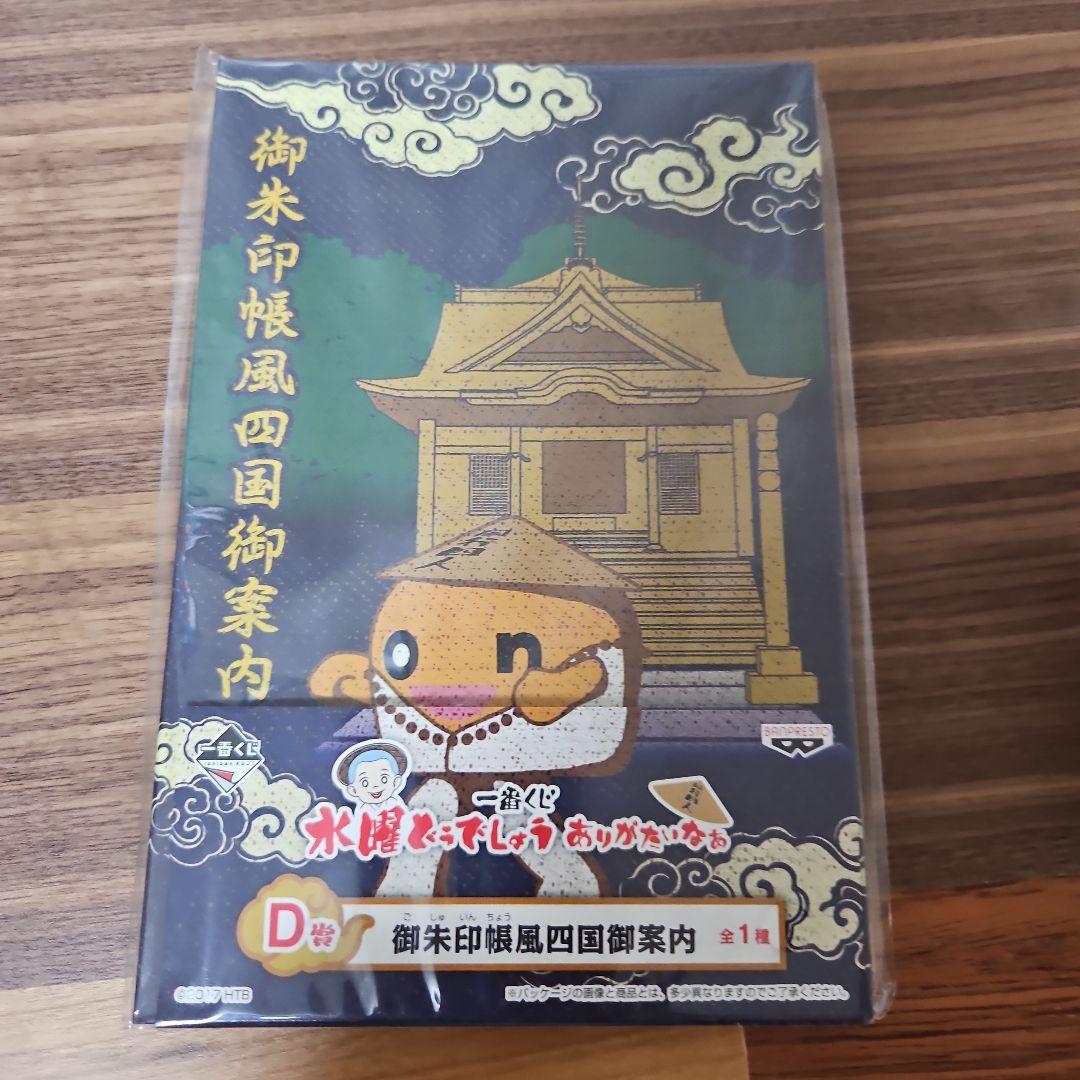 御朱印帳風四国御案内
on
一番くじ
BANPRESTO
一番くじ
水曜どうでしょう ありがたいなぁ
D賞
ご しゅ いん ちょう
御朱印帳風四国御案内 全1種
©2017 HTB
※パッケージの画像と商品とは、多少異なりますのでご了承ください。